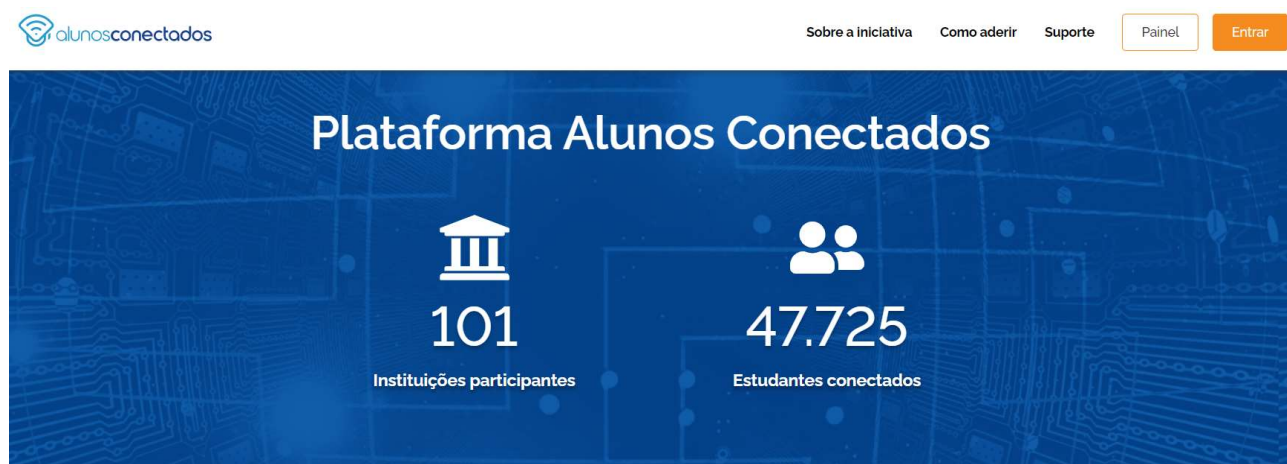 alunosconectados
Sobre a iniciativa Como aderir Suporte Painel Entrar
Plataforma Alunos Conectados
101 47.725
Instituições participantes Estudantes conectados